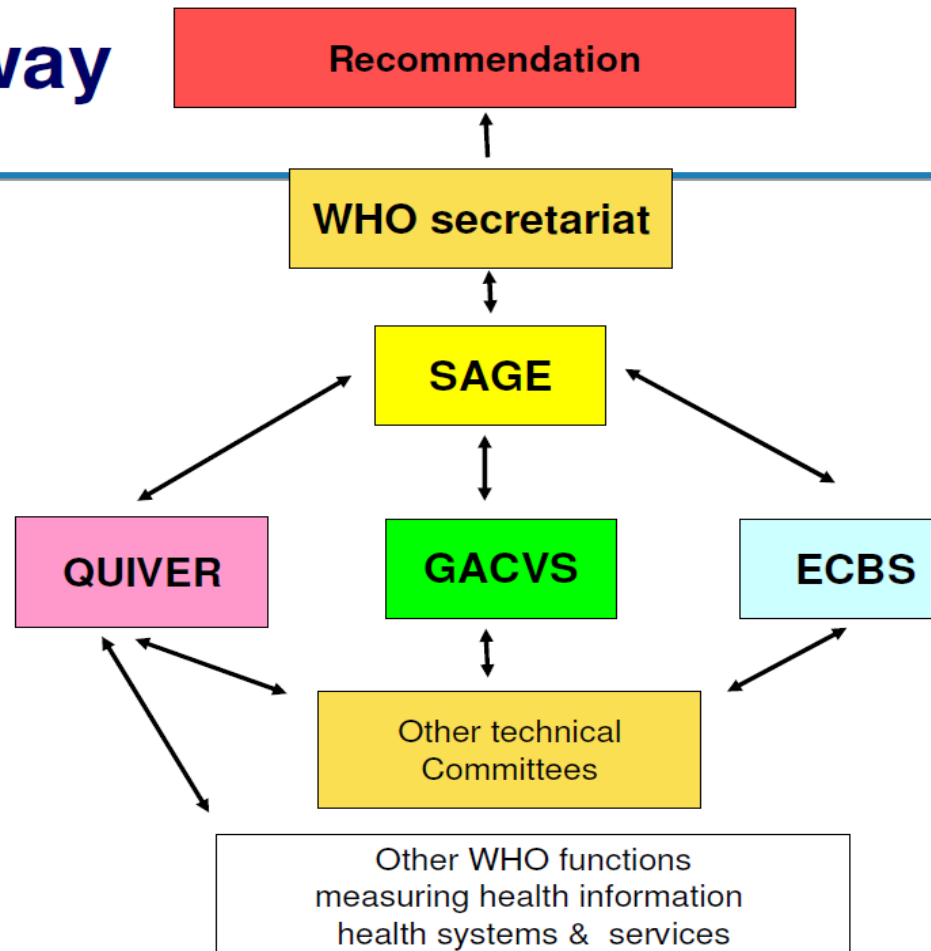 way
Recommendation
WHO secretariat
SAGE
QUIVER
GACVS
ECBS
Other technical
Committees
Other WHO functions
measuring health information
health systems & services